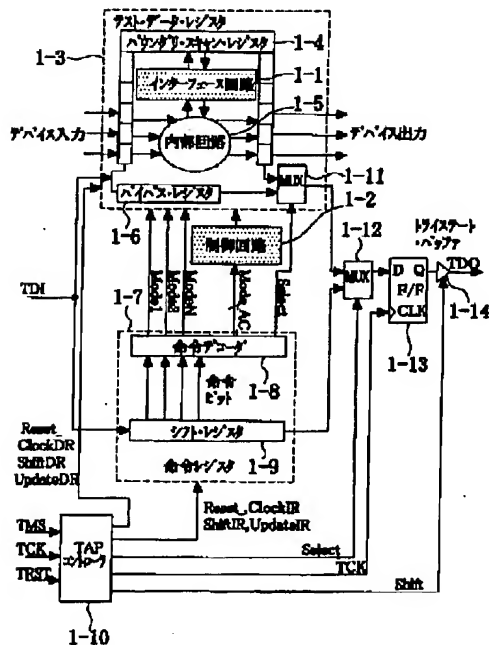 テスト・データ・レジスタ
バウンダリ・スキャン・レジスタ
1-4
1-3
インターフェース回路
1-1
1-5
デバイス入力
内部回路
デバイス出力
MUX
1-11
バイパス・レジスタ
1-6
1-2
制御回路
1-12
トライステート・バッファ
MUX
D Q
F/F
CLK
TDO
1-14
1-13
TDI
Mode1
Mode2
ModeN
Mode_AC
Select
1-7
命令デコーダ
1-8
命令ビット
シフト・レジスタ
1-9
命令レジスタ
Reset_
ClockDR
ShiftDR
UpdateDR
Reset_,ClockIR
ShiftIR,UpdateIR
TMS
TCK
TRST
TAP
コントローラ
1-10
Select
TCK
Shift